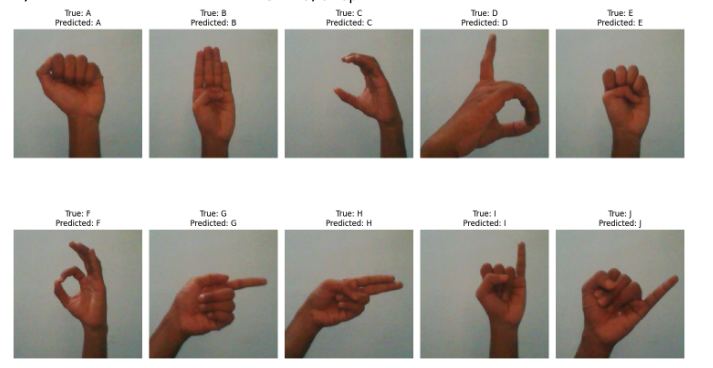 True: A
Predicted: A
True: B
Predicted: B
True: C
Predicted: C
True: D
Predicted: D
True: E
Predicted: E
True: F
Predicted: F
True: G
Predicted: G
True: H
Predicted: H
True: I
Predicted: I
True: J
Predicted: J